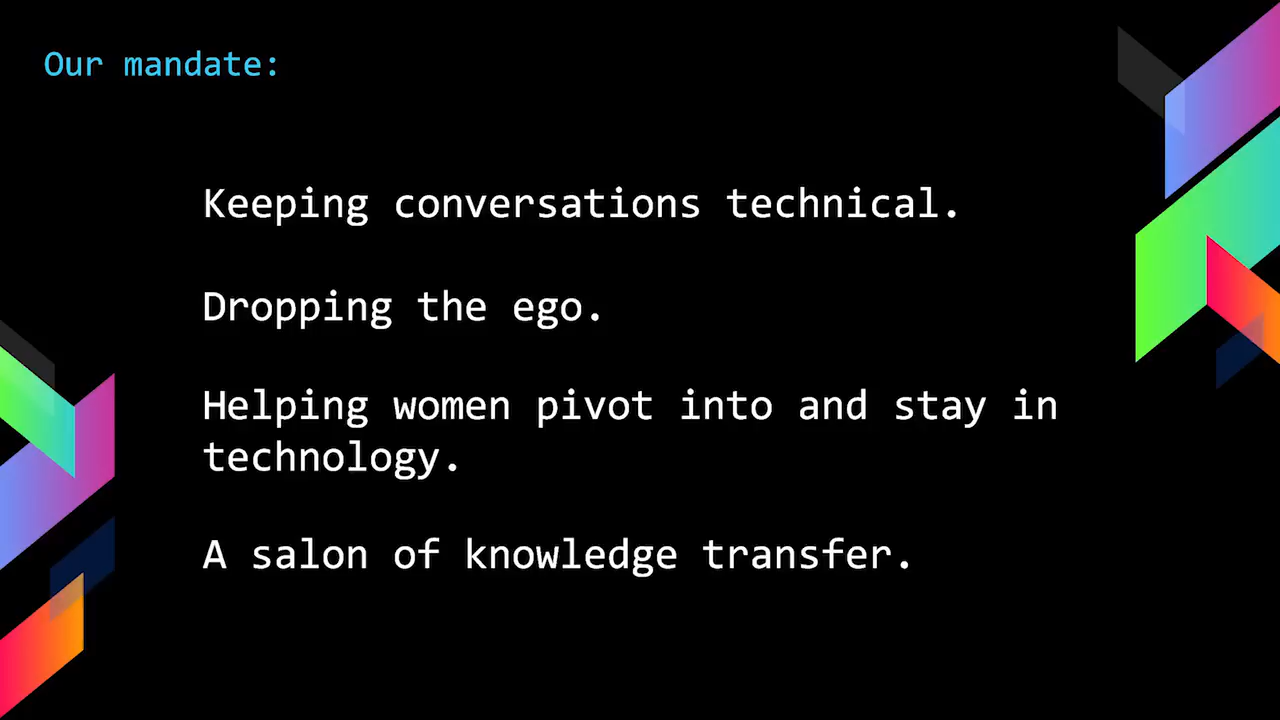 Our mandate:
Keeping conversations technical.
Dropping the ego.
Helping women pivot into and stay in
technology.
A salon of knowledge transfer.